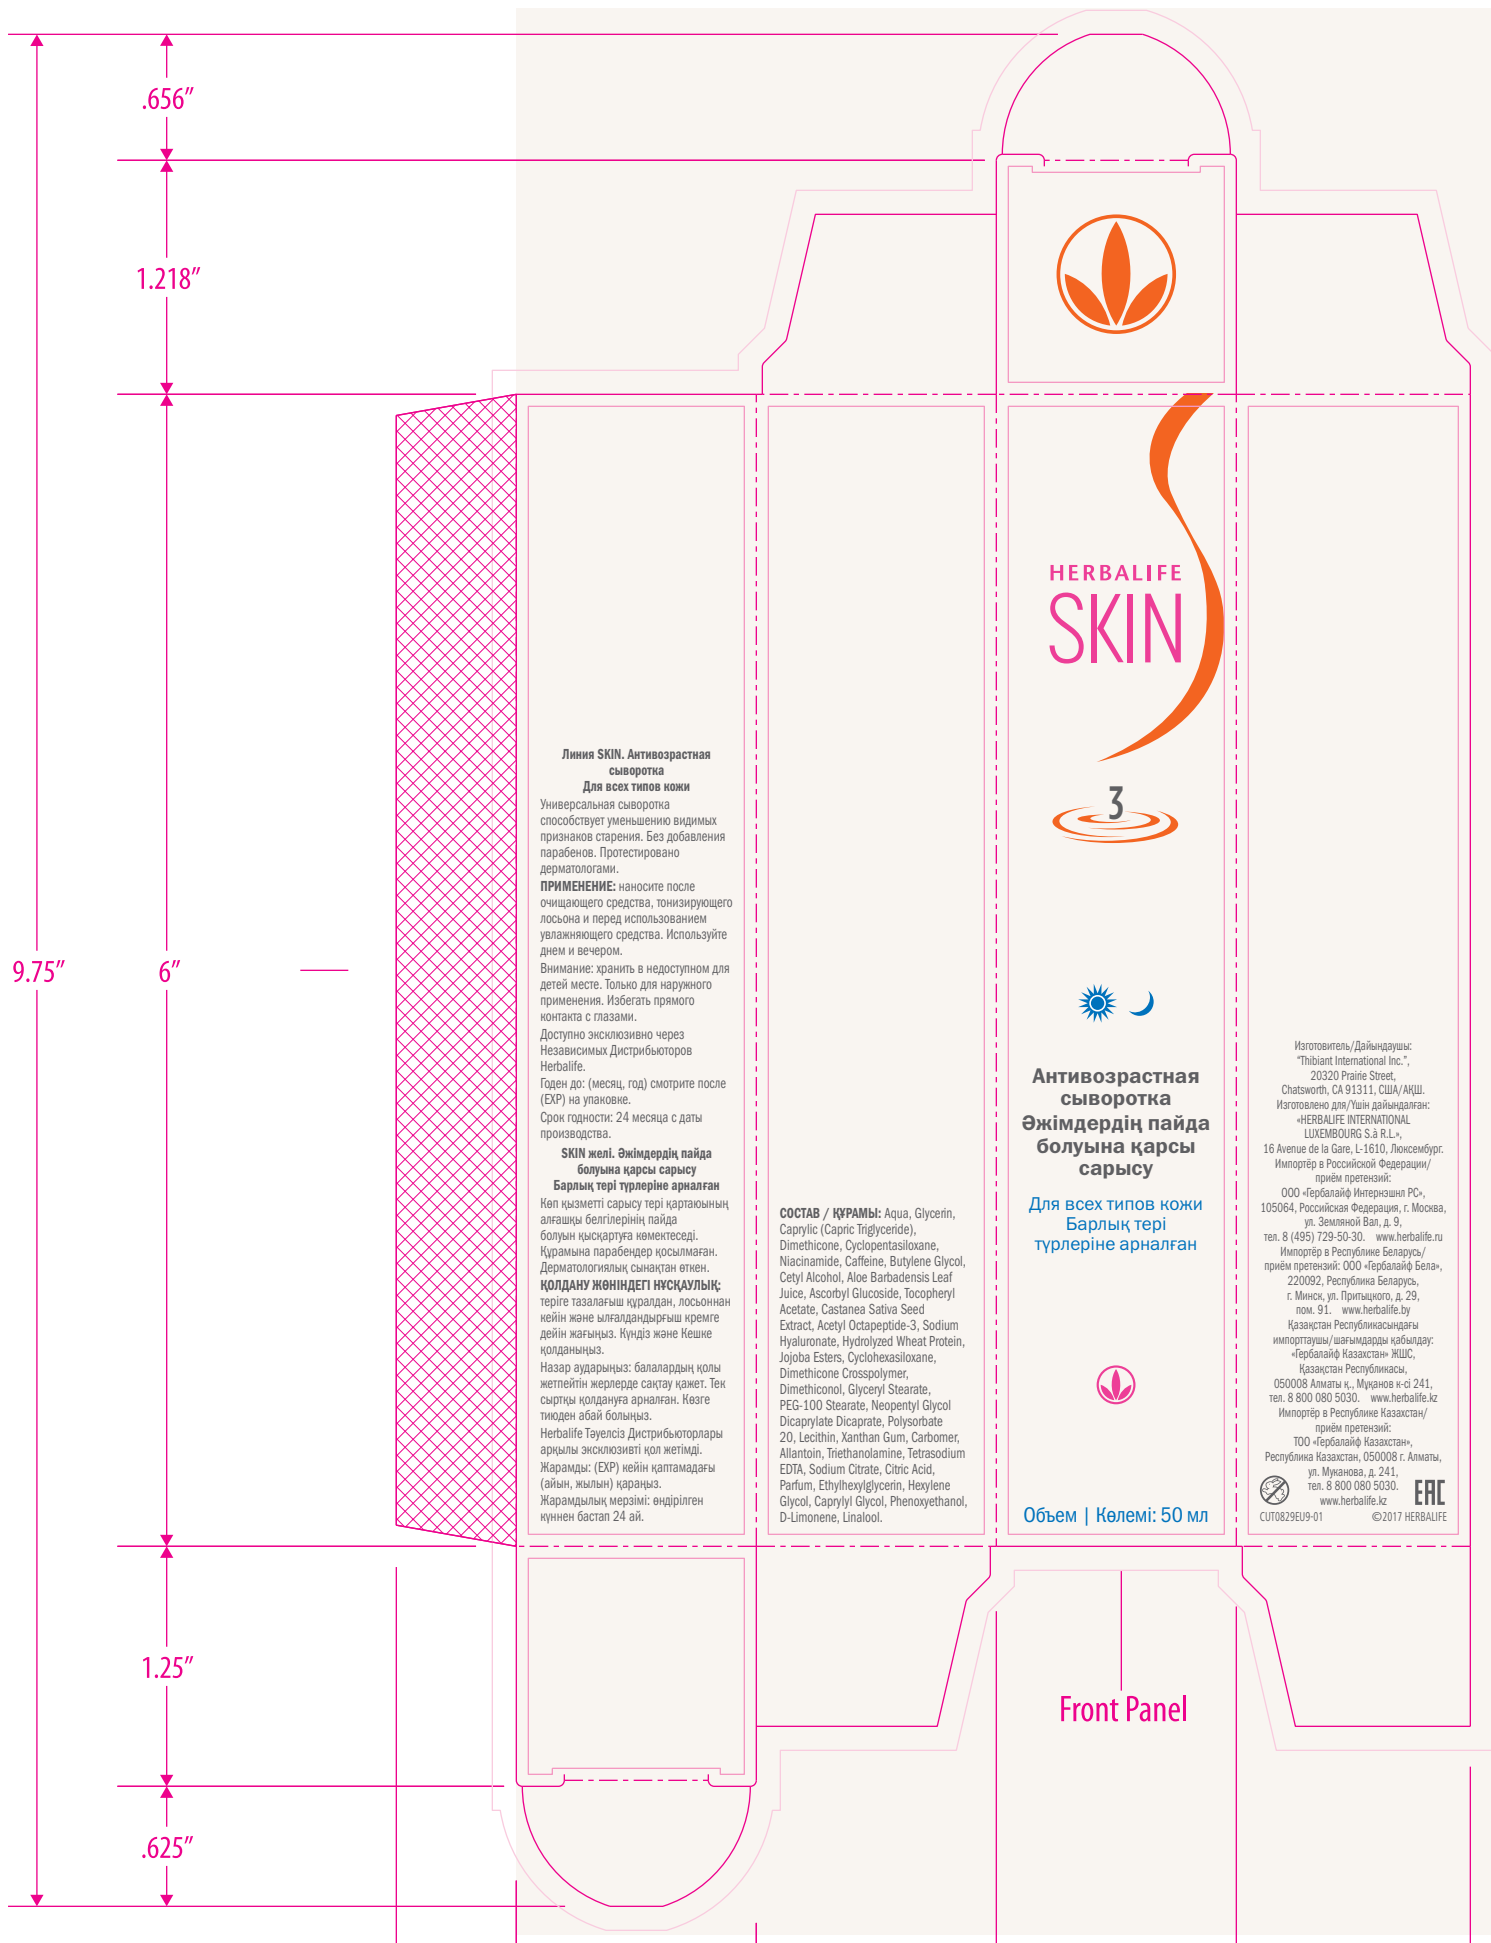 .656″
1.218″
9.75″
6″
1.25″
.625″
Линия SKIN. Антивозрастная
сыворотка
Для всех типов кожи
Универсальная сыворотка
способствует уменьшению видимых
признаков старения. Без добавления
парабенов. Протестировано
дерматологами.
ПРИМЕНЕНИЕ: наносите после
очищающего средства, тонизирующего
лосьона и перед использованием
увлажняющего средства. Используйте
днем и вечером.
Внимание: хранить в недоступном для
детей месте. Только для наружного
применения. Избегать прямого
контакта с глазами.
Доступно эксклюзивно через
Независимых Дистрибьюторов
Herbalife.
Годен до: (месяц, год) смотрите после
(EXP) на упаковке.
Срок годности: 24 месяца с даты
производства.
SKIN желі. Әжімдердің пайда
болуына қарсы сарысу
Барлық тері түрлеріне арналған
Көп қызметті сарысу тері қартаюының
алғашқы белгілерінің пайда
болуын қысқартуға көмектеседі.
Құрамына парабендер қосылмаған.
Дерматологиялық сынақтан өткен.
ҚОЛДАНУ ЖӨНІНДЕГІ НҰСҚАУЛЫҚ:
теріге тазалағыш құралдан, лосьоннан
кейін және ылғалдандырғыш кремге
дейін жағыңыз. Күндіз және Кешке
қолданыңыз.
Назар аударыңыз: балалардың қолы
жетпейтін жерлерде сақтау қажет. Тек
сыртқы қолдануға арналған. Көзге
тиюден абай болыңыз.
Herbalife Тәуелсіз Дистрибьюторлары
арқылы эксклюзивті қол жетімді.
Жарамды: (EXP) кейін қаптамадағы
(айын, жылын) қараңыз.
Жарамдылық мерзімі: өндірілген
күннен бастап 24 ай.
СОСТАВ / ҚҰРАМЫ: Aqua, Glycerin,
Caprylic (Capric Triglyceride),
Dimethicone, Cyclopentasiloxane,
Niacinamide, Caffeine, Butylene Glycol,
Cetyl Alcohol, Aloe Barbadensis Leaf
Juice, Ascorbyl Glucoside, Tocopheryl
Acetate, Castanea Sativa Seed
Extract, Acetyl Octapeptide-3, Sodium
Hyaluronate, Hydrolyzed Wheat Protein,
Jojoba Esters, Cyclohexasiloxane,
Dimethicone Crosspolymer,
Dimethiconol, Glyceryl Stearate,
PEG-100 Stearate, Neopentyl Glycol
Dicaprylate Dicaprate, Polysorbate
20, Lecithin, Xanthan Gum, Carbomer,
Allantoin, Triethanolamine, Tetrasodium
EDTA, Sodium Citrate, Citric Acid,
Parfum, Ethylhexylglycerin, Hexylene
Glycol, Caprylyl Glycol, Phenoxyethanol,
D-Limonene, Linalool.
HERBALIFE
SKIN
3
Антивозрастная
сыворотка
Әжімдердің пайда
болуына қарсы
сарысу
Для всех типов кожи
Барлық тері
түрлеріне арналған
Объем | Көлемі: 50 мл
Изготовитель/Дайындаушы:
“Thibiant International Inc.”,
20320 Prairie Street,
Chatsworth, CA 91311, США/АҚШ.
Изготовлено для/Үшін дайындалған:
«HERBALIFE INTERNATIONAL
LUXEMBOURG S.à R.L.»,
16 Avenue de la Gare, L-1610, Люксембург.
Импортёр в Российской Федерации/
приём претензий:
ООО «Гербалайф Интернэшнл РС»,
105064, Российская Федерация, г. Москва,
ул. Земляной Вал, д. 9,
тел. 8 (495) 729-50-30. www.herbalife.ru
Импортёр в Республике Беларусь/
приём претензий: ООО «Гербалайф Бела»,
220092, Республика Беларусь,
г. Минск, ул. Притыцкого, д. 29,
пом. 91. www.herbalife.by
Қазақстан Республикасындағы
импорттаушы/шағымдарды қабылдау:
«Гербалайф Казахстан» ЖШС,
Қазақстан Республикасы,
050008 Алматы қ., Мұқанов к-сі 241,
тел. 8 800 080 5030. www.herbalife.kz
Импортёр в Республике Казахстан/
приём претензий:
ТОО «Гербалайф Казахстан»,
Республика Казахстан, 050008 г. Алматы,
ул. Муканова, д. 241,
тел. 8 800 080 5030.
www.herbalife.kz
EAC
CUT0829EU9-01 ©2017 HERBALIFE
Front Panel